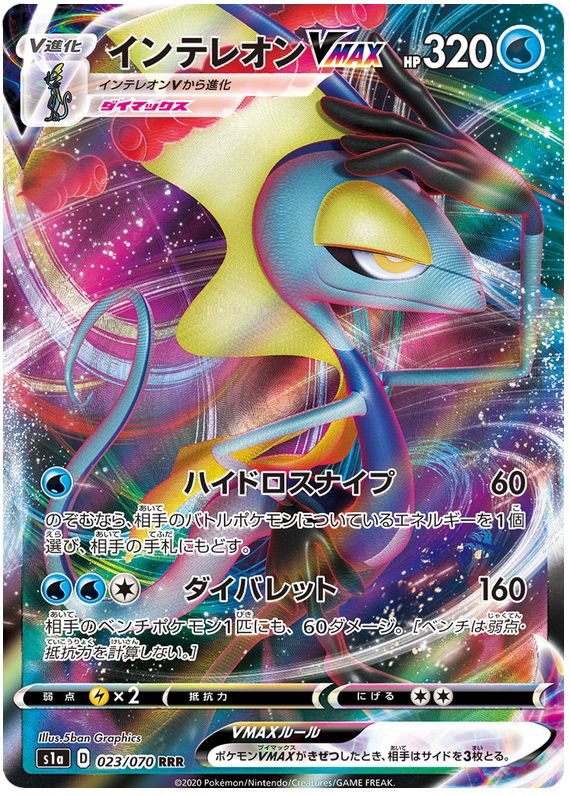 V進化
インテレオンVMAX
HP320
インテレオンVから進化
ダイマックス
ハイドロスナイプ 60
のぞむなら、相手のバトルポケモンについているエネルギーを1個
選び、相手の手札にもどす。
ダイバレット 160
相手のベンチポケモン1匹にも、60ダメージ。[ベンチは弱点・
抵抗力を計算しない。]
弱点 ×2 抵抗力 にげる
Illus.5ban Graphics
VMAXルール
s1a D 023/070 RRR
ポケモンVMAXがきぜつしたとき、相手はサイドを3枚とる。
©2020 Pokémon/Nintendo/Creatures/GAME FREAK.